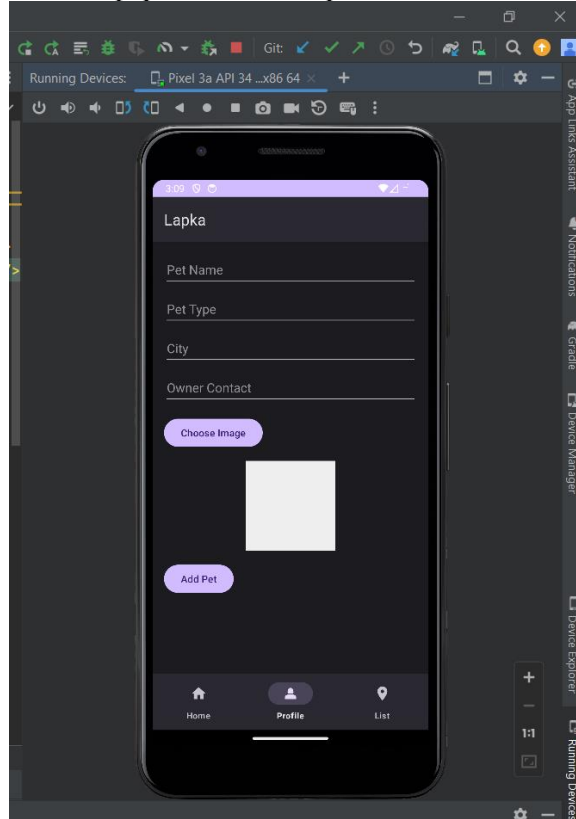 Git:
Running Devices:
Pixel 3a API 34 ...x86 64
3:09
Lapka
Pet Name
Pet Type
City
Owner Contact
Choose Image
Add Pet
Home
Profile
List
1:1
App Links Assistant
Notifications
Gradle
Device Manager
Device Explorer
Running Devices